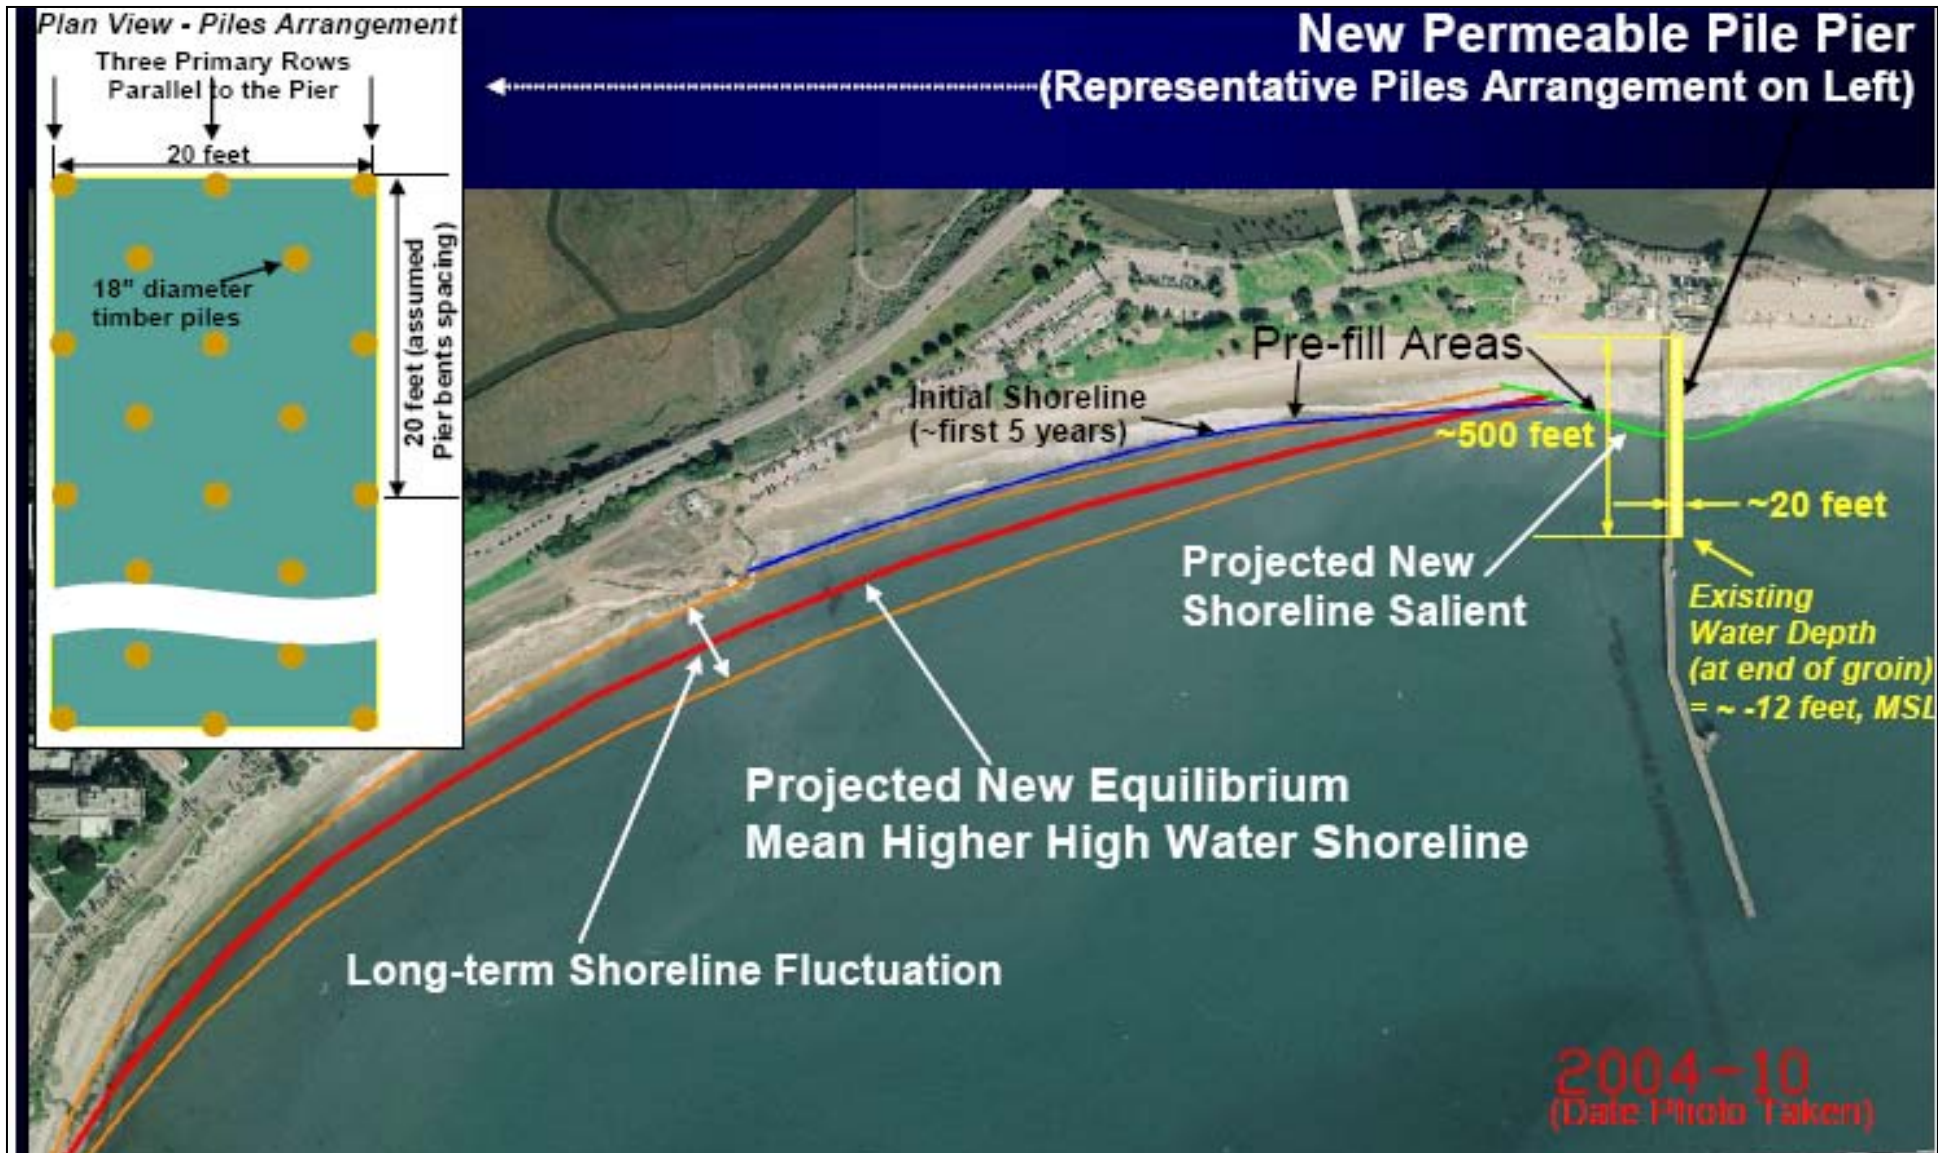 Plan View - Piles Arrangement
Three Primary Rows
Parallel to the Pier
20 feet
18" diameter
timber piles
20 feet (assumed
Pier bents spacing)
New Permeable Pile Pier
(Representative Piles Arrangement on Left)
Pre-fill Areas
Initial Shoreline
(~first 5 years)
~500 feet
~20 feet
Projected New
Shoreline Salient
Existing
Water Depth
(at end of groin)
= ~ -12 feet, MSL
Projected New Equilibrium
Mean Higher High Water Shoreline
Long-term Shoreline Fluctuation
2004-10
(Date Photo Taken)